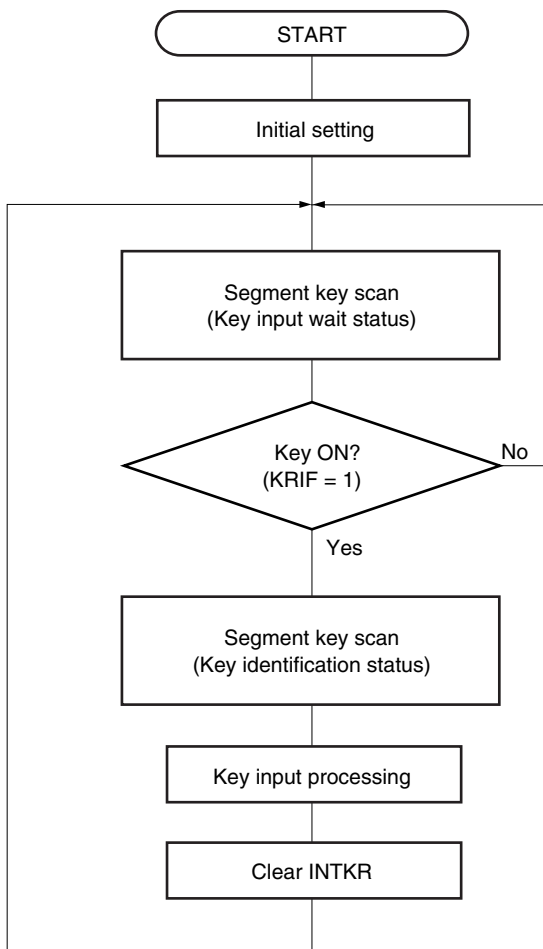 START
Initial setting
Segment key scan
(Key input wait status)
Key ON?
(KRIF = 1)
No
Yes
Segment key scan
(Key identification status)
Key input processing
Clear INTKR